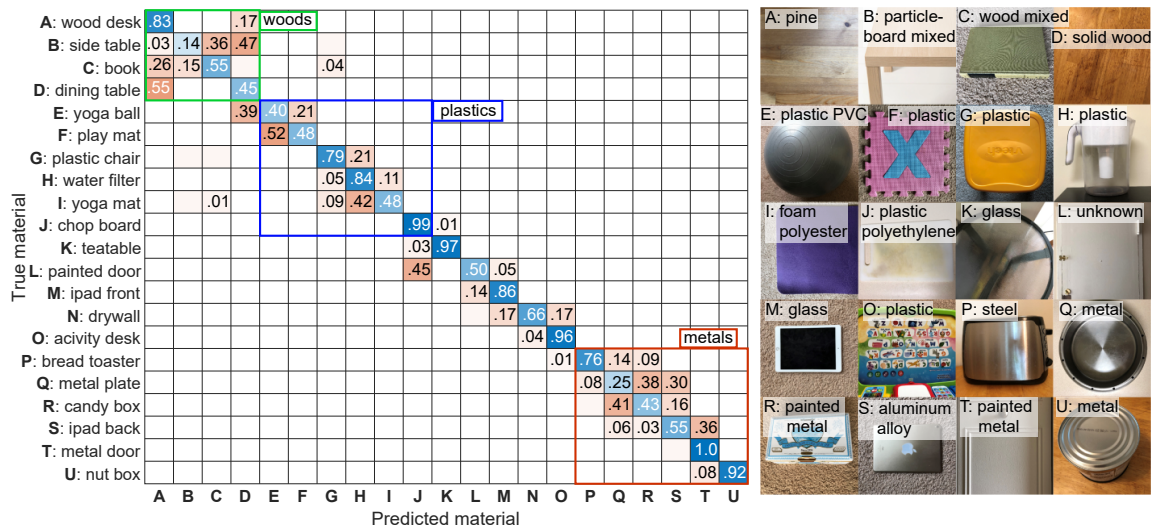 A: wood desk .83 .17 woods
B: side table .03 .14 .36 .47
C: book .26 .15 .55 .04
D: dining table .55 .45
E: yoga ball .39 .40 .21 plastics
F: play mat .52 .48
G: plastic chair .79 .21
H: water filter .05 .84 .11
I: yoga mat .01 .09 .42 .48
J: chop board .99 .01
K: teatable .03 .97
L: painted door .45 .50 .05
M: ipad front .14 .86
N: drywall .17 .66 .17
O: acivity desk .04 .96 metals
P: bread toaster .01 .76 .14 .09
Q: metal plate .08 .25 .38 .30
R: candy box .41 .43 .16
S: ipad back .06 .03 .55 .36
T: metal door 1.0
U: nut box .08 .92
A B C D E F G H I J K L M N O P Q R S T U
Predicted material
True material
A: pine
B: particle-
board mixed
C: wood mixed
D: solid wood
E: plastic PVC
F: plastic
G: plastic
H: plastic
I: foam
polyester
J: plastic
polyethylene
K: glass
L: unknown
M: glass
O: plastic
P: steel
Q: metal
R: painted
metal
S: aluminum
alloy
T: painted
metal
U: metal